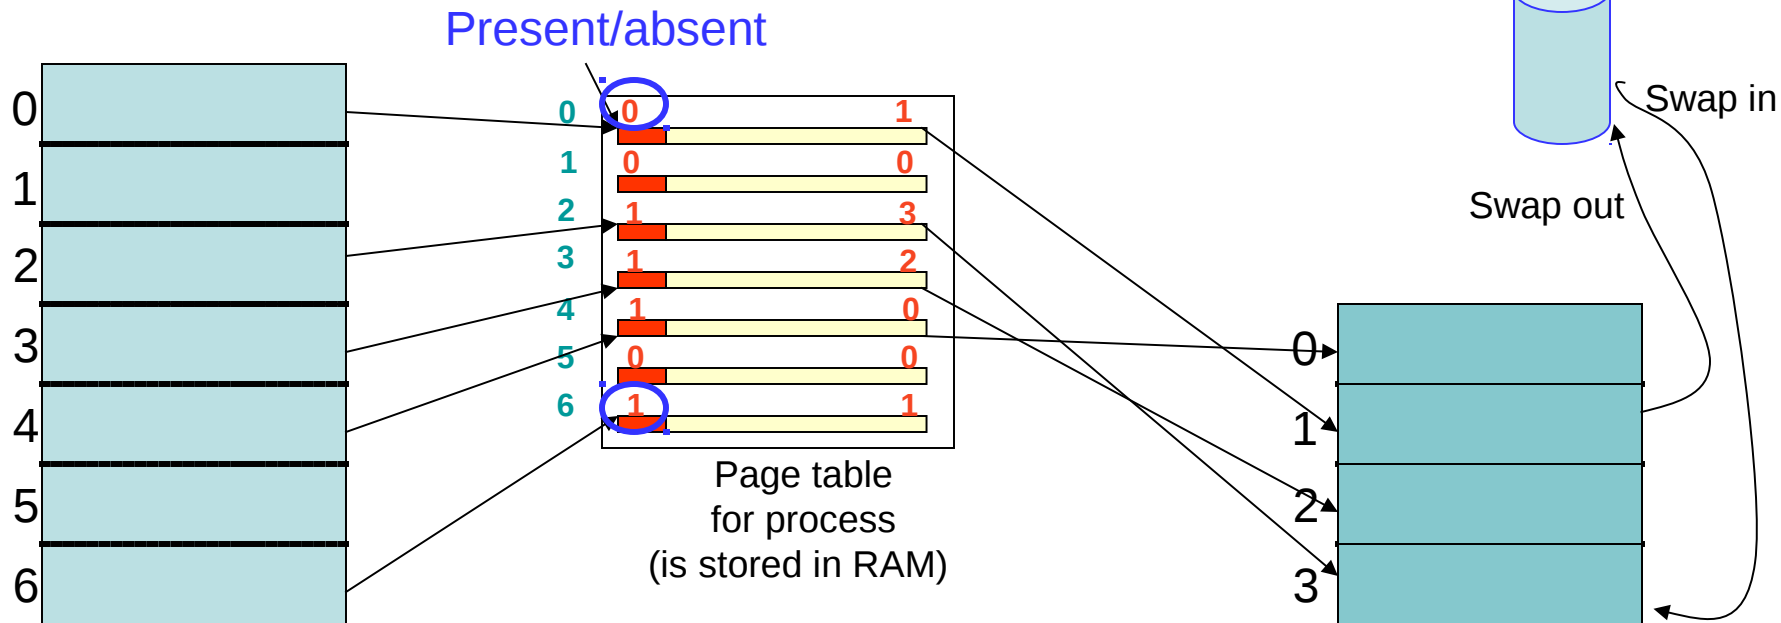 Present/absent
Swap in
Swap out
0
1
2
3
4
5
6
0 0 1
1 0 0
2 1 3
3 1 2
4 1 0
5 0 0
6 1 1
Page table
for process
(is stored in RAM)
0
1
2
3